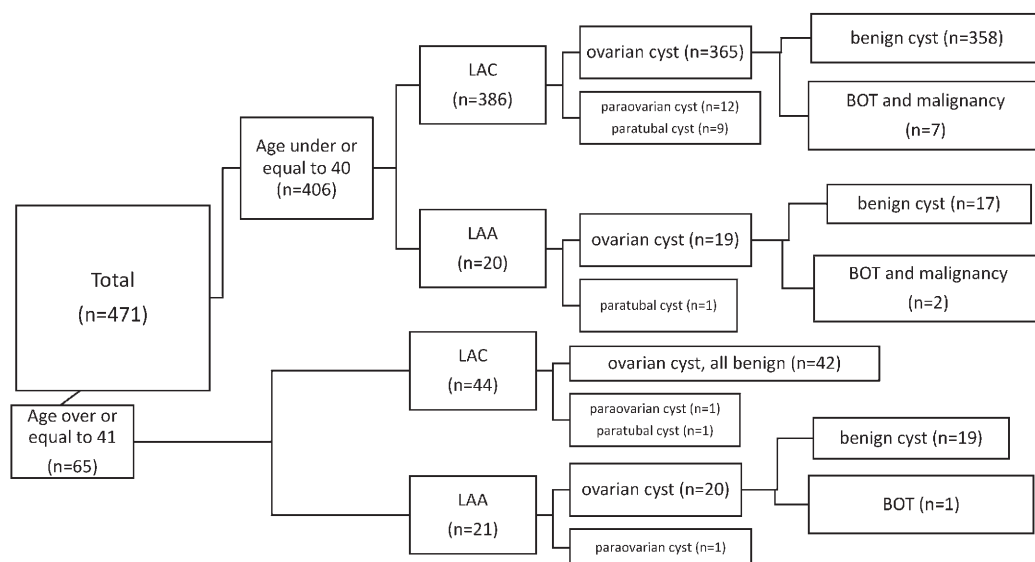 Total
(n=471)
Age under or
equal to 40
(n=406)
LAC
(n=386)
ovarian cyst (n=365)
benign cyst (n=358)
BOT and malignancy
(n=7)
paraovarian cyst (n=12)
paratubal cyst (n=9)
LAA
(n=20)
ovarian cyst (n=19)
benign cyst (n=17)
BOT and malignancy
(n=2)
paratubal cyst (n=1)
Age over or
equal to 41
(n=65)
LAC
(n=44)
ovarian cyst, all benign (n=42)
paraovarian cyst (n=1)
paratubal cyst (n=1)
LAA
(n=21)
ovarian cyst (n=20)
benign cyst (n=19)
BOT (n=1)
paraovarian cyst (n=1)